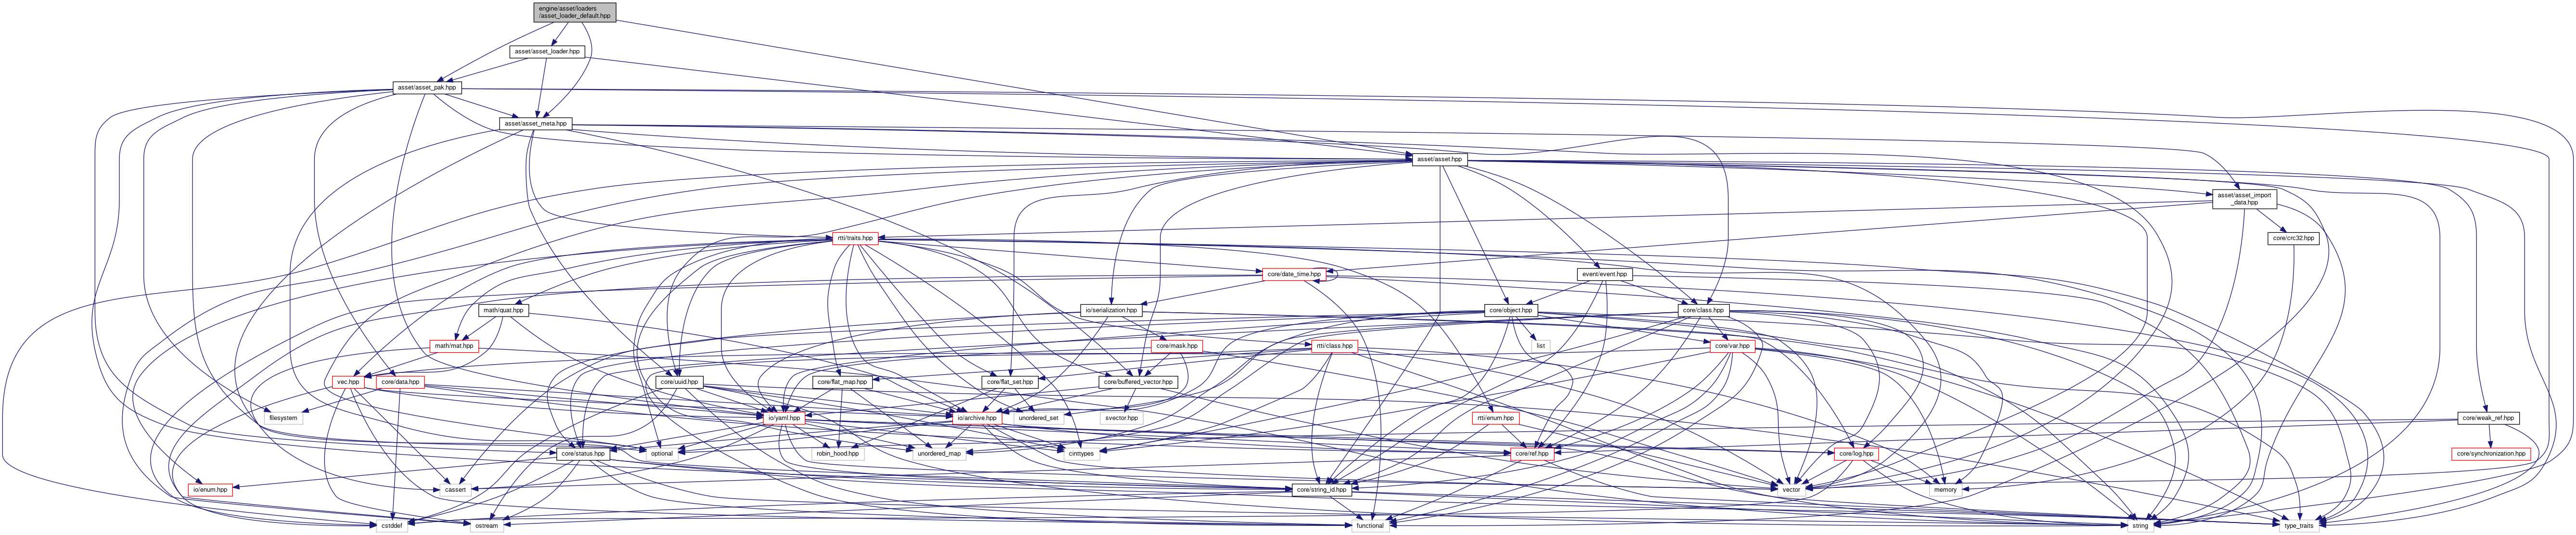 engine/asset/loaders
/asset_loader_default.hpp
asset/asset_loader.hpp
asset/asset_pak.hpp
asset/asset_meta.hpp
asset/asset.hpp
asset/asset_import
_data.hpp
rtti/traits.hpp
core/crc32.hpp
core/date_time.hpp
event/event.hpp
math/quat.hpp
io/serialization.hpp
core/object.hpp
core/class.hpp
math/mat.hpp
core/mask.hpp
rtti/class.hpp
list
core/var.hpp
vec.hpp
core/data.hpp
core/uuid.hpp
core/flat_map.hpp
core/flat_set.hpp
core/buffered_vector.hpp
filesystem
io/yaml.hpp
io/archive.hpp
unordered_set
svector.hpp
rtti/enum.hpp
core/weak_ref.hpp
core/status.hpp
optional
robin_hood.hpp
unordered_map
cinttypes
core/ref.hpp
core/log.hpp
core/synchronization.hpp
io/enum.hpp
cassert
core/string_id.hpp
vector
memory
cstddef
ostream
functional
string
type_traits